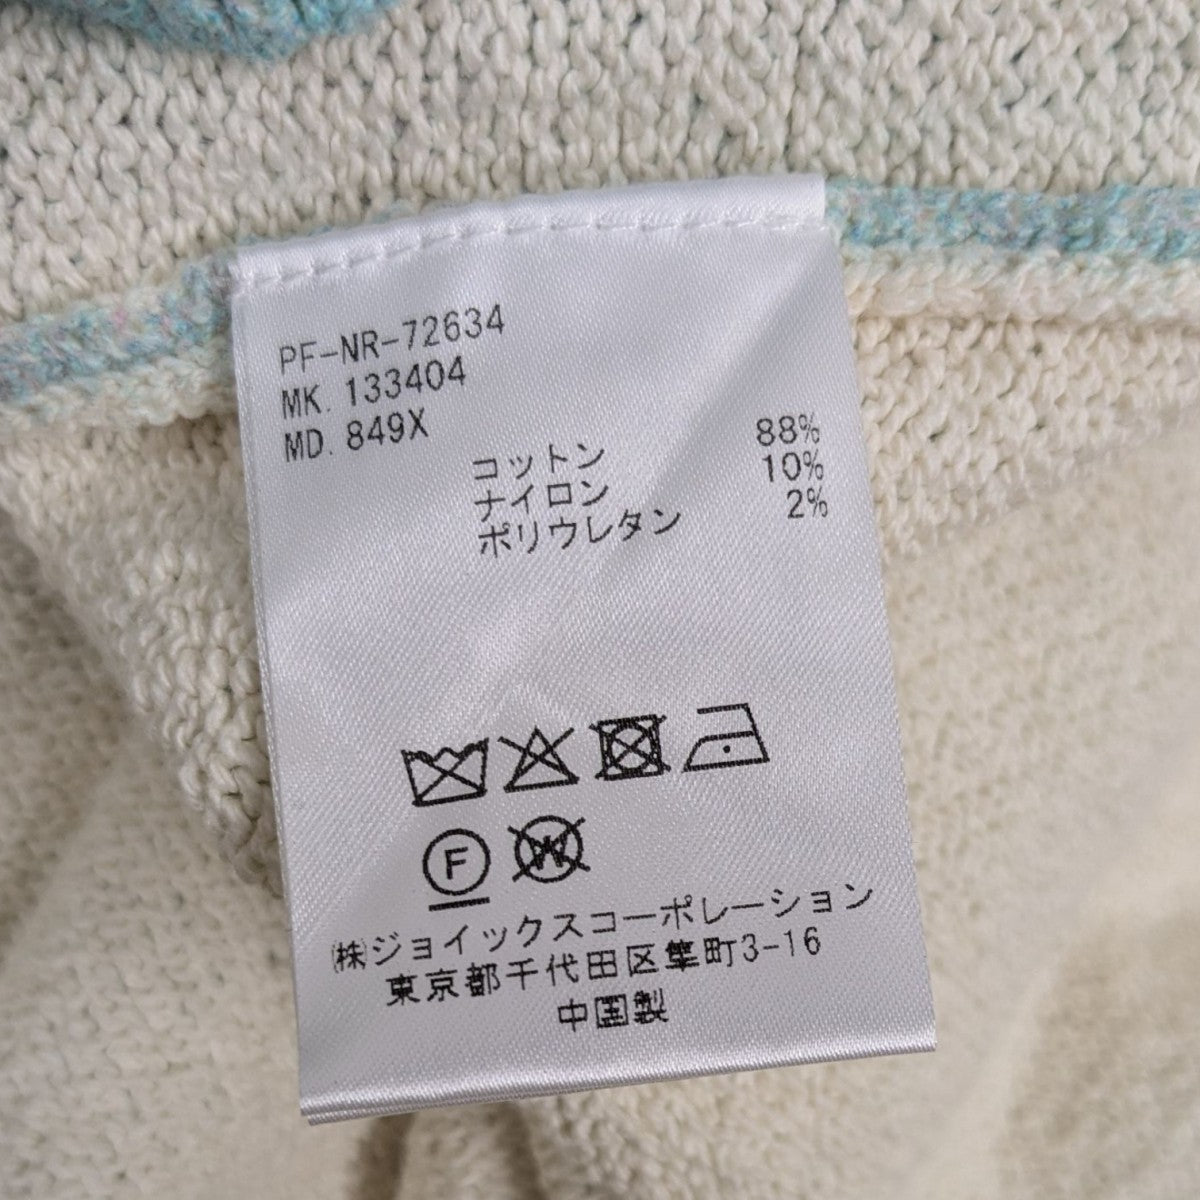 PF-NR-72634
MK. 133404
MD. 849X
コットン 88%
ナイロン 10%
ポリウレタン 2%
F
W
(株)ジョイックスコーポレーション
東京都千代田区隼町3-16
中国製